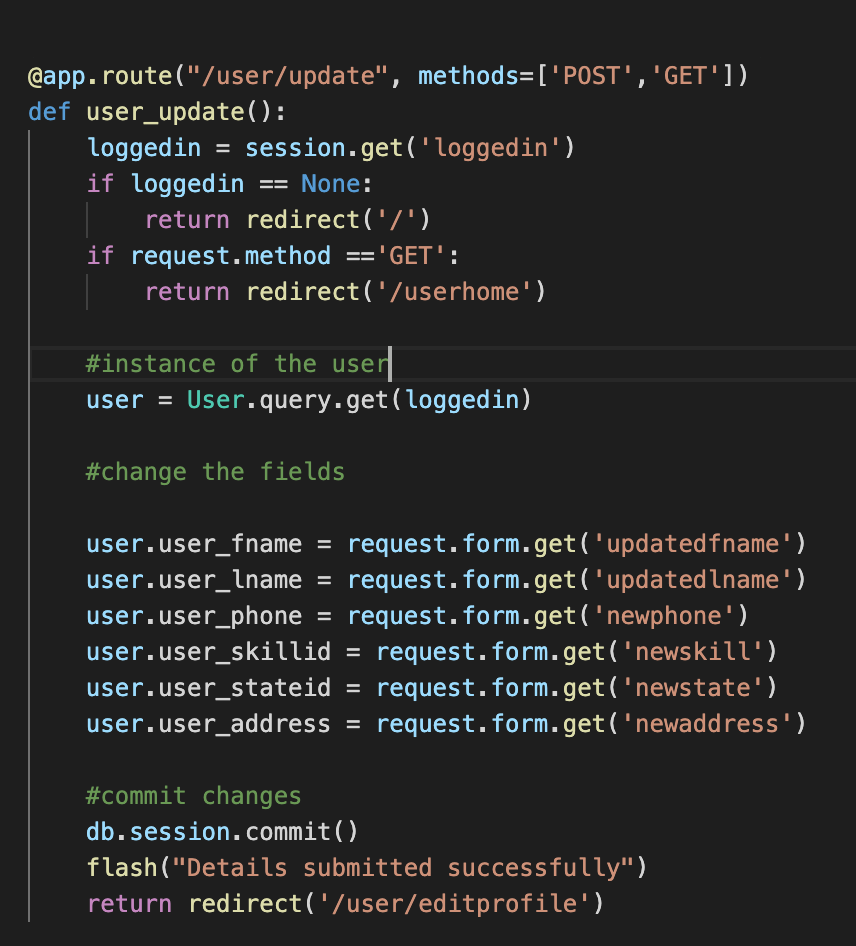 @app.route("/user/update", methods=['POST','GET'])
def user_update():
    loggedin = session.get('loggedin')
    if loggedin == None:
        return redirect('/')
    if request.method =='GET':
        return redirect('/userhome')
    #instance of the user
    user = User.query.get(loggedin)
    #change the fields
    user.user_fname = request.form.get('updatedfname')
    user.user_lname = request.form.get('updatedlname')
    user.user_phone = request.form.get('newphone')
    user.user_skillid = request.form.get('newskill')
    user.user_stateid = request.form.get('newstate')
    user.user_address = request.form.get('newaddress')
    #commit changes
    db.session.commit()
    flash("Details submitted successfully")
    return redirect('/user/editprofile')